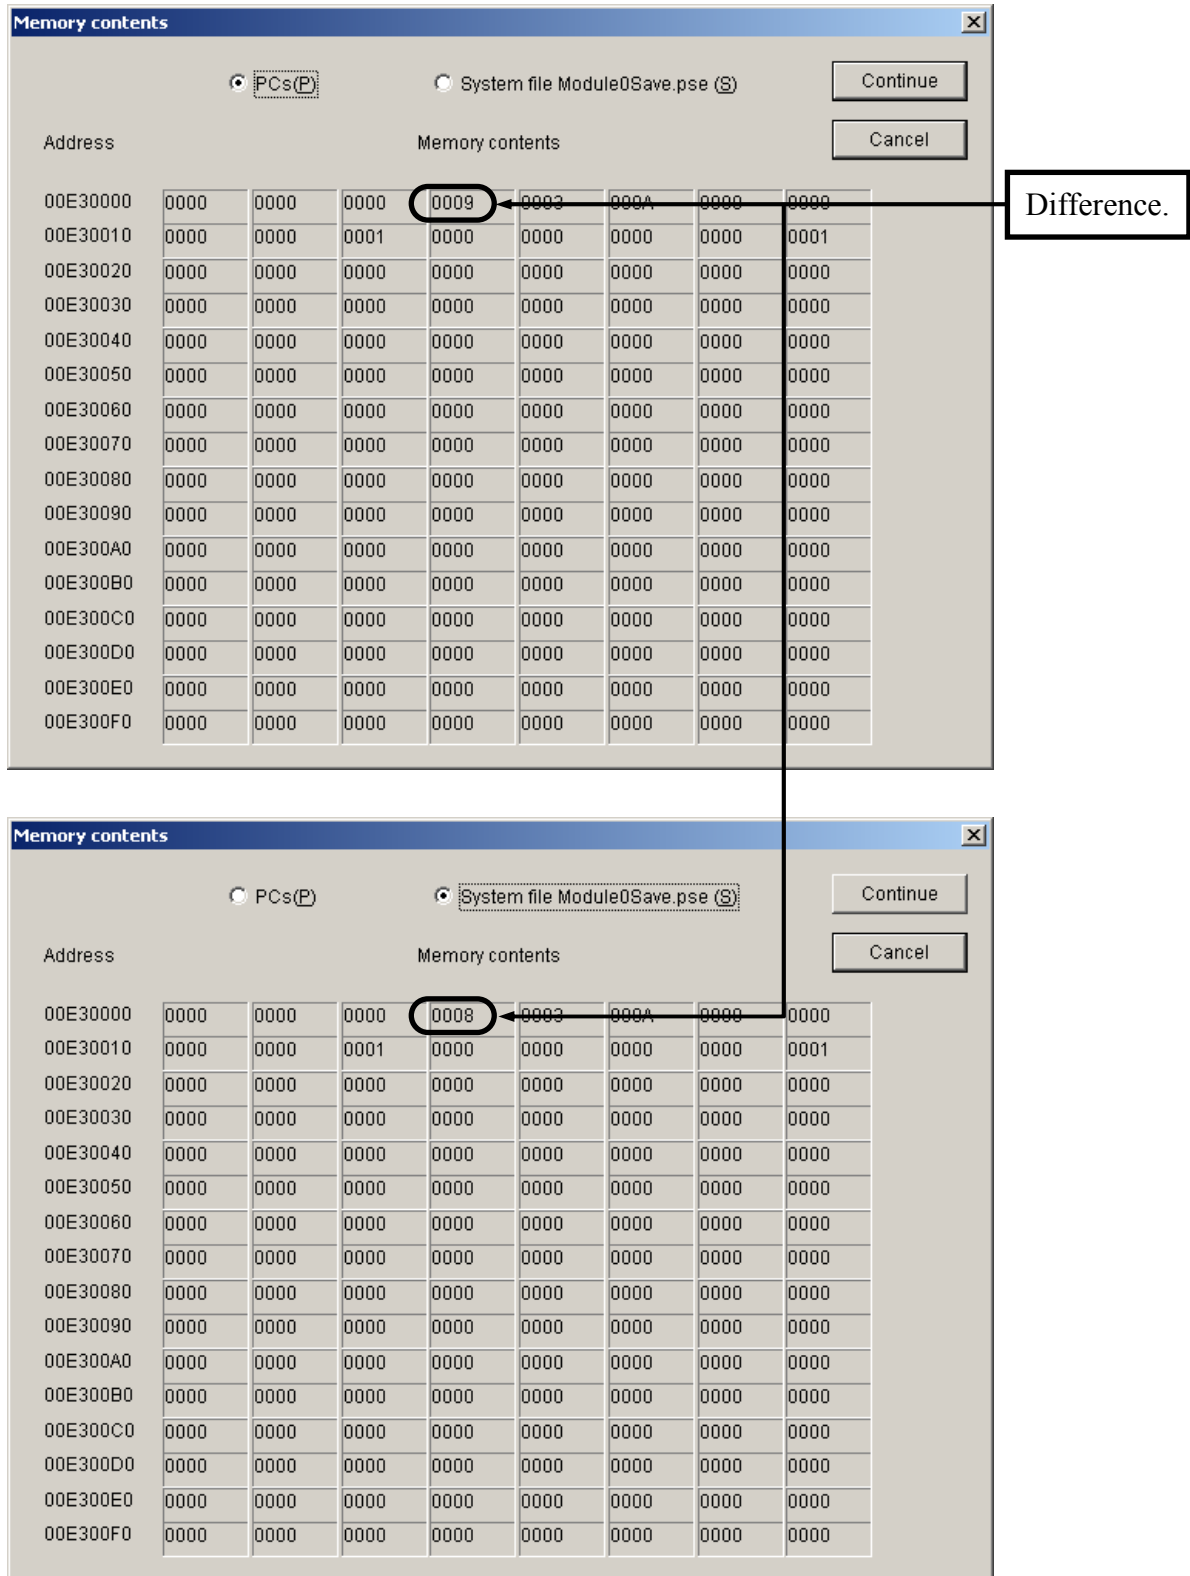 Memory contents
PCs(P) System file Module0Save.pse (S) Continue
Address Memory contents Cancel
00E30000 0000 0000 0000 0009 0003 000A 0000 0000
Difference.
00E30010 0000 0000 0001 0000 0000 0000 0000 0001
00E30020 0000 0000 0000 0000 0000 0000 0000 0000
00E30030 0000 0000 0000 0000 0000 0000 0000 0000
00E30040 0000 0000 0000 0000 0000 0000 0000 0000
00E30050 0000 0000 0000 0000 0000 0000 0000 0000
00E30060 0000 0000 0000 0000 0000 0000 0000 0000
00E30070 0000 0000 0000 0000 0000 0000 0000 0000
00E30080 0000 0000 0000 0000 0000 0000 0000 0000
00E30090 0000 0000 0000 0000 0000 0000 0000 0000
00E300A0 0000 0000 0000 0000 0000 0000 0000 0000
00E300B0 0000 0000 0000 0000 0000 0000 0000 0000
00E300C0 0000 0000 0000 0000 0000 0000 0000 0000
00E300D0 0000 0000 0000 0000 0000 0000 0000 0000
00E300E0 0000 0000 0000 0000 0000 0000 0000 0000
00E300F0 0000 0000 0000 0000 0000 0000 0000 0000
Memory contents
PCs(P) System file Module0Save.pse (S) Continue
Address Memory contents Cancel
00E30000 0000 0000 0000 0008 0003 000A 0000 0000
00E30010 0000 0000 0001 0000 0000 0000 0000 0001
00E30020 0000 0000 0000 0000 0000 0000 0000 0000
00E30030 0000 0000 0000 0000 0000 0000 0000 0000
00E30040 0000 0000 0000 0000 0000 0000 0000 0000
00E30050 0000 0000 0000 0000 0000 0000 0000 0000
00E30060 0000 0000 0000 0000 0000 0000 0000 0000
00E30070 0000 0000 0000 0000 0000 0000 0000 0000
00E30080 0000 0000 0000 0000 0000 0000 0000 0000
00E30090 0000 0000 0000 0000 0000 0000 0000 0000
00E300A0 0000 0000 0000 0000 0000 0000 0000 0000
00E300B0 0000 0000 0000 0000 0000 0000 0000 0000
00E300C0 0000 0000 0000 0000 0000 0000 0000 0000
00E300D0 0000 0000 0000 0000 0000 0000 0000 0000
00E300E0 0000 0000 0000 0000 0000 0000 0000 0000
00E300F0 0000 0000 0000 0000 0000 0000 0000 0000